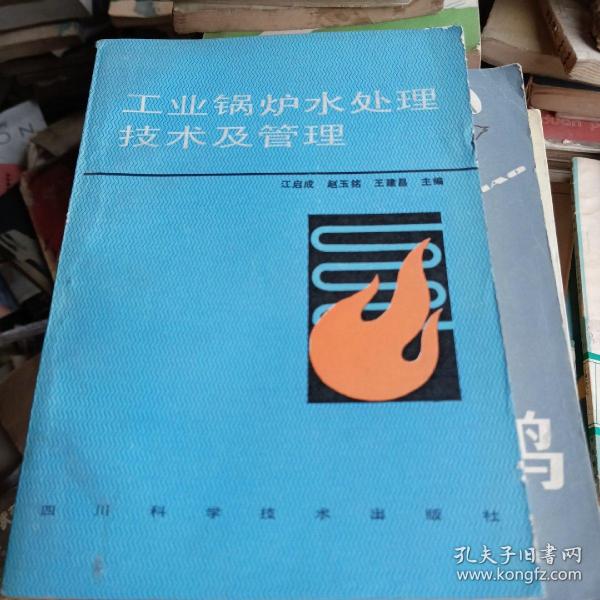 工业锅炉水处理
技术及管理
江启成 赵玉铭 王建昌 主编
四川科学技术出版社
鸡
孔夫子旧书网
www.kongfz.com